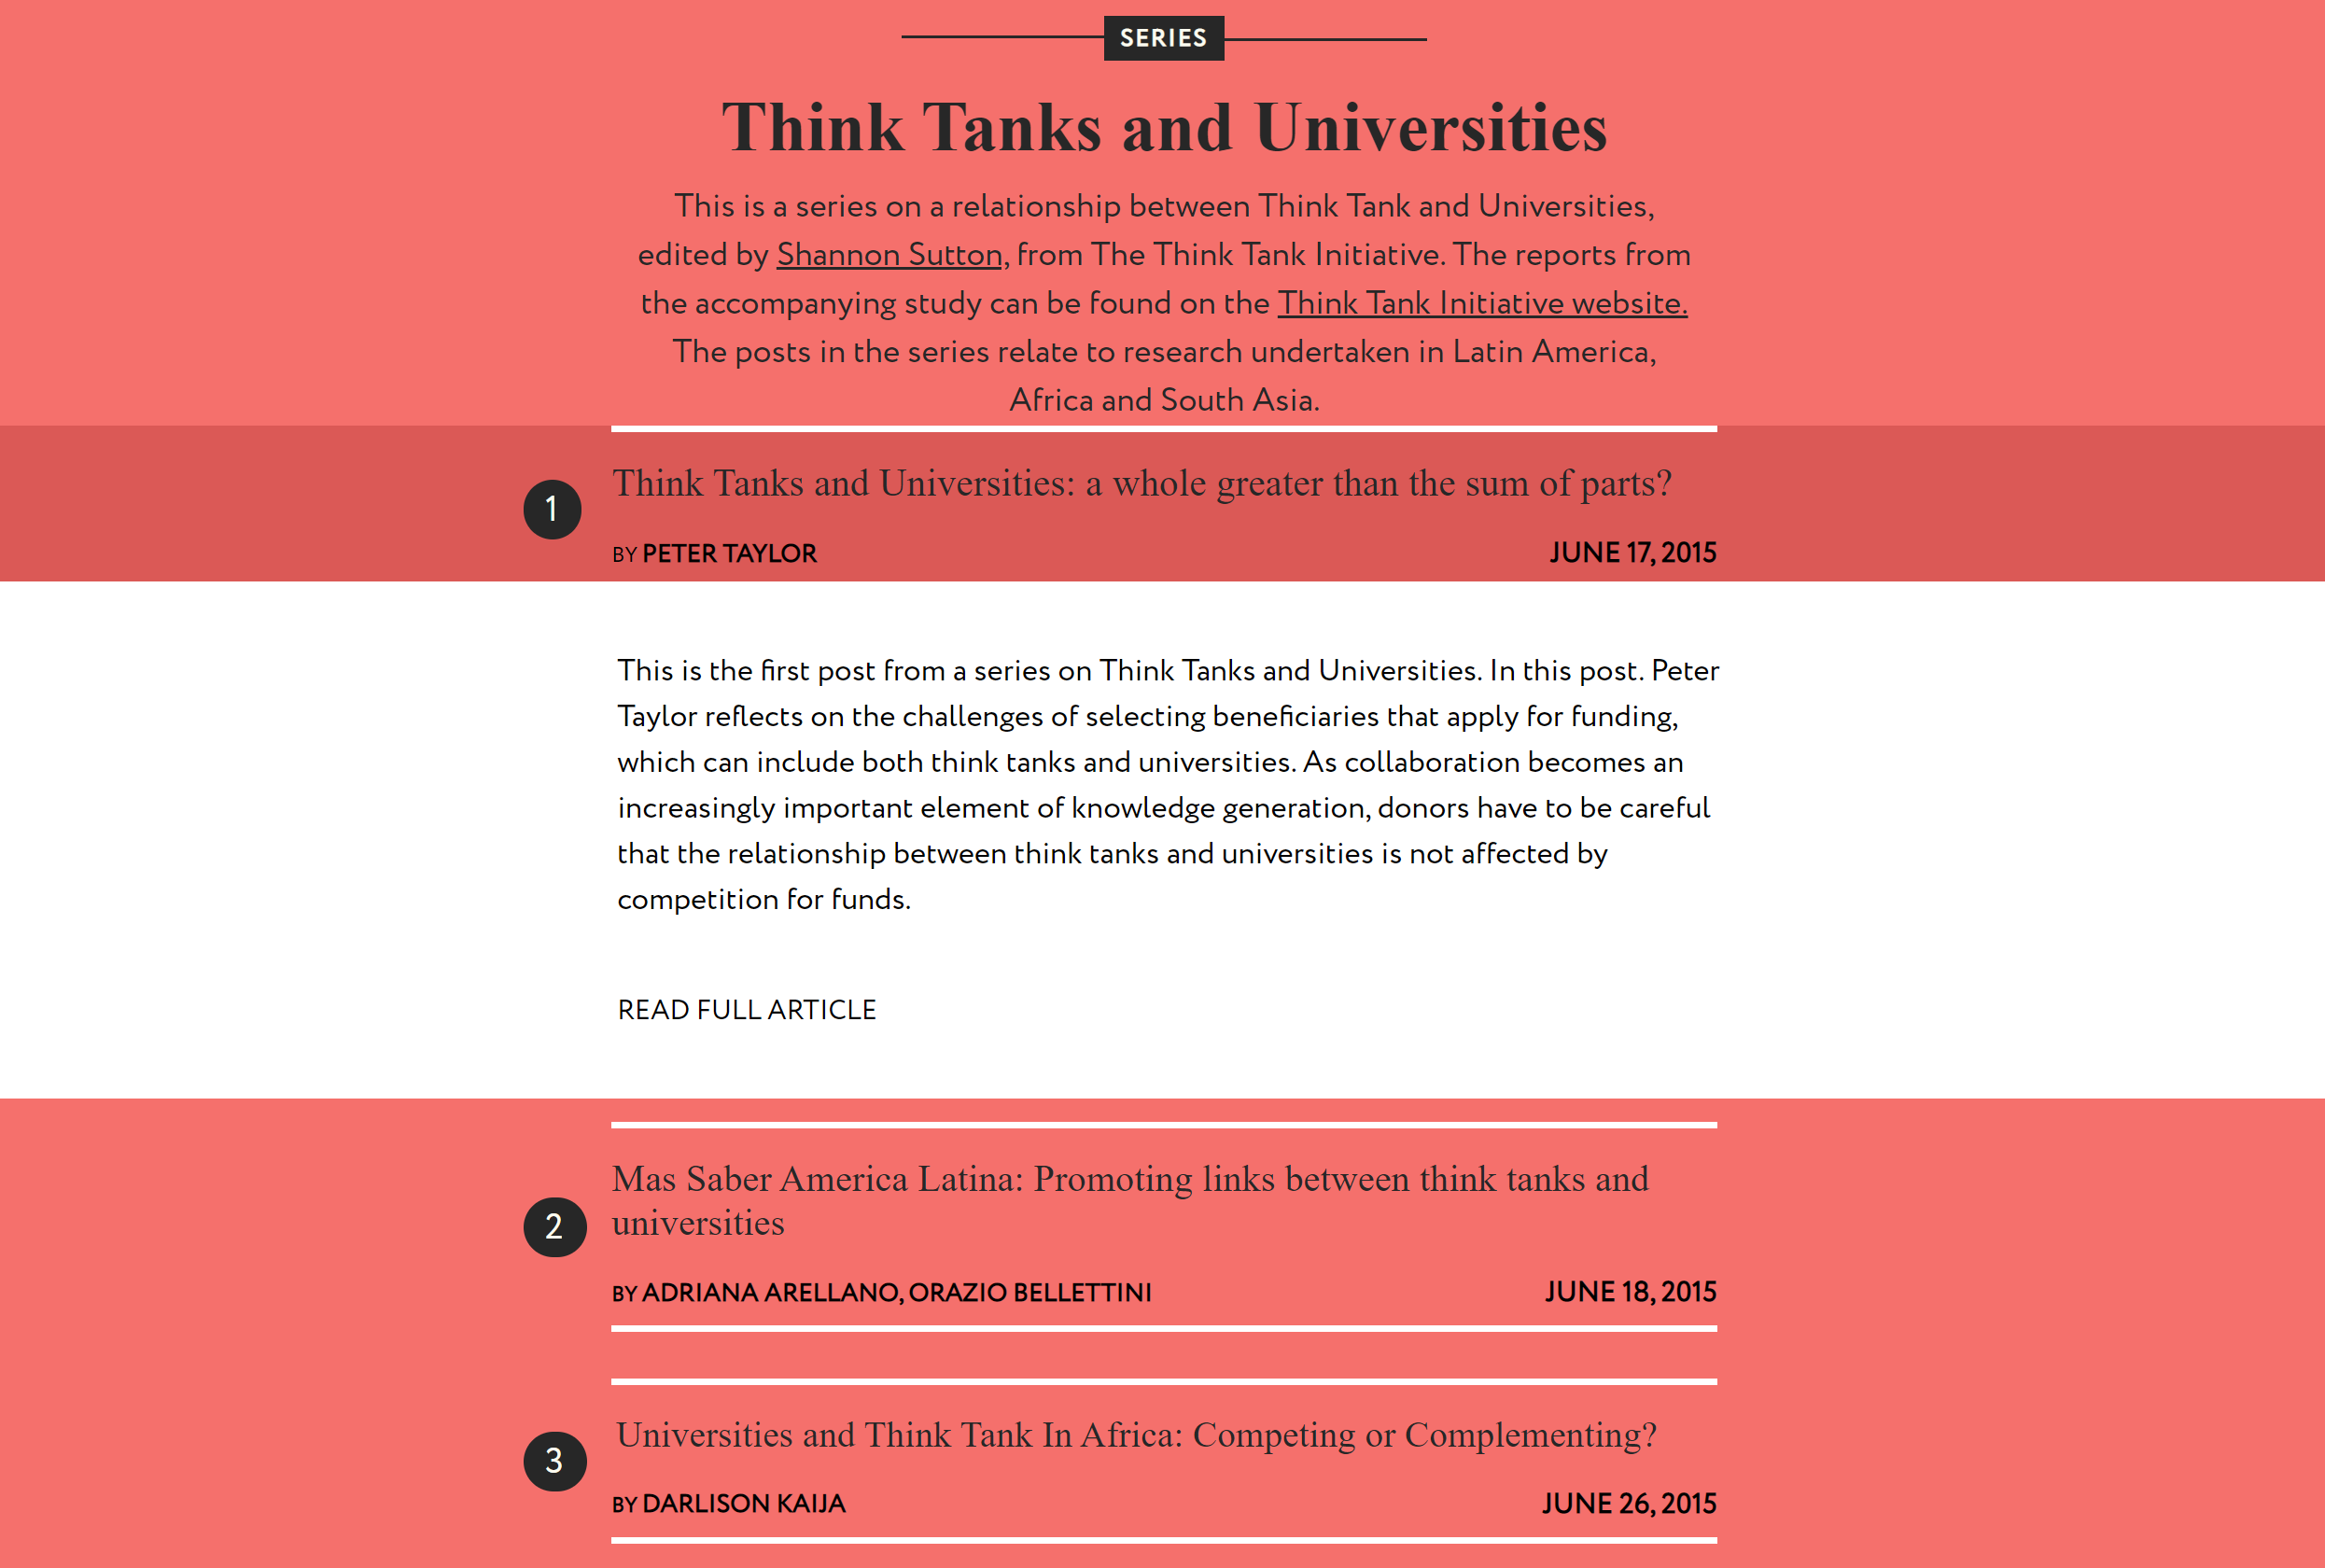 SERIES
Think Tanks and Universities
This is a series on a relationship between Think Tank and Universities,
edited by Shannon Sutton, from The Think Tank Initiative. The reports from
the accompanying study can be found on the Think Tank Initiative website.
The posts in the series relate to research undertaken in Latin America,
Africa and South Asia.
1
Think Tanks and Universities: a whole greater than the sum of parts?
BY PETER TAYLOR JUNE 17, 2015
This is the first post from a series on Think Tanks and Universities. In this post. Peter
Taylor reflects on the challenges of selecting beneficiaries that apply for funding,
which can include both think tanks and universities. As collaboration becomes an
increasingly important element of knowledge generation, donors have to be careful
that the relationship between think tanks and universities is not affected by
competition for funds.
READ FULL ARTICLE
2
Mas Saber America Latina: Promoting links between think tanks and
universities
BY ADRIANA ARELLANO, ORAZIO BELLETTINI JUNE 18, 2015
3
Universities and Think Tank In Africa: Competing or Complementing?
BY DARLISON KAIJA JUNE 26, 2015